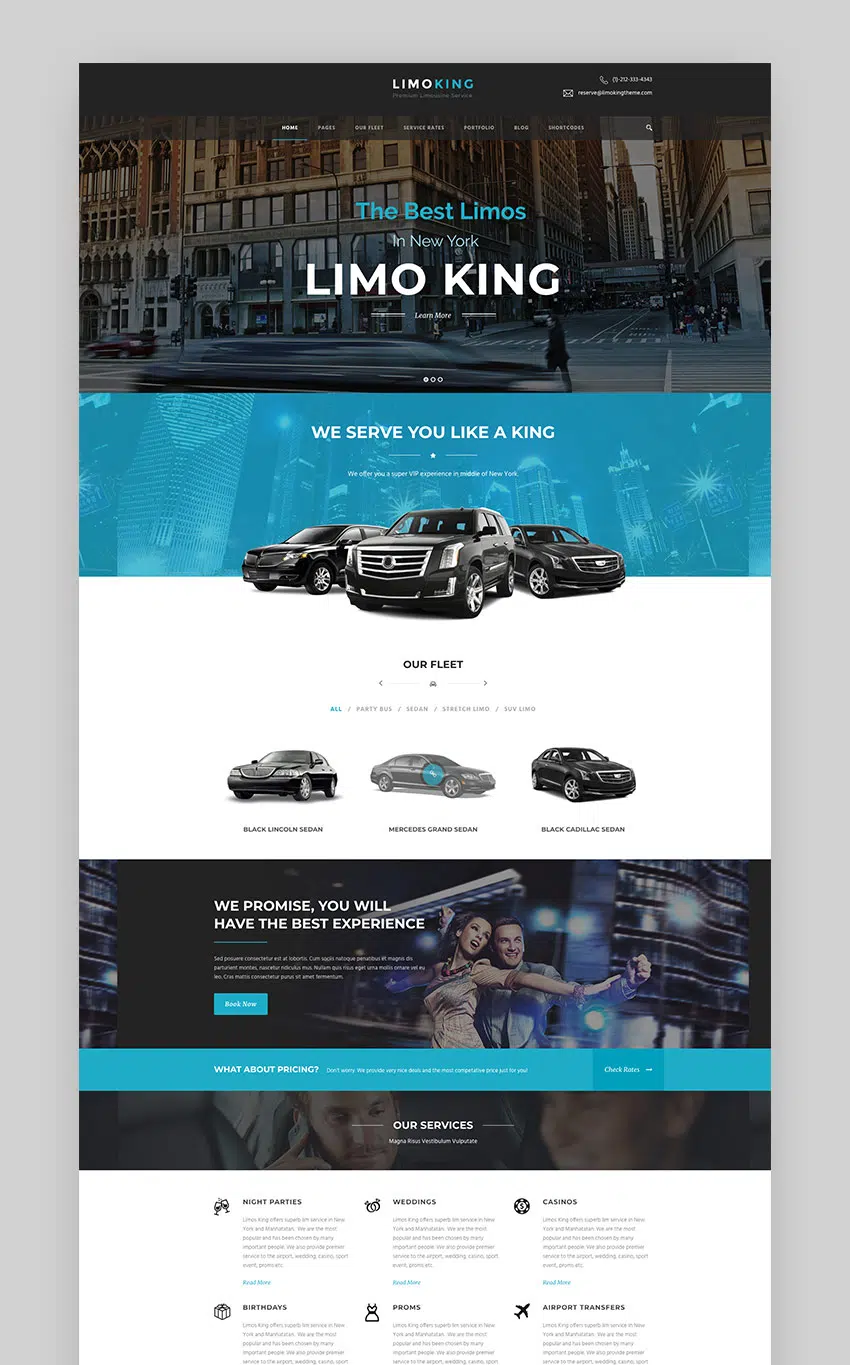 LIMOKING
Premium Limousine Service
(1)-212-333-4343
reserve@limokingtheme.com
HOME PAGES OUR FLEET SERVICE RATES PORTFOLIO BLOG SHORTCODES
The Best Limos
In New York
LIMO KING
Learn More
WE SERVE YOU LIKE A KING
We offer you a super VIP experience in middle of New York.
OUR FLEET
ALL / PARTY BUS / SEDAN / STRETCH LIMO / SUV LIMO
BLACK LINCOLN SEDAN
MERCEDES GRAND SEDAN
BLACK CADILLAC SEDAN
WE PROMISE, YOU WILL
HAVE THE BEST EXPERIENCE
Sed posuere consectetur est at lobortis. Cum sociis natoque penatibus et magnis dis
parturient montes, nascetur ridiculus mus. Nullam quis risus eget urna mollis ornare vel eu
leo. Cras mattis consectetur purus sit amet fermentum.
Book Now
WHAT ABOUT PRICING? Don't worry. We provide very nice deals and the most competative price just for you!
Check Rates
OUR SERVICES
Magna Risus Vestibulum Vulputate
NIGHT PARTIES
Limos King offers superb lim service in New
York and Manhatatan. We are the most
popular and has been chosen by many
important people. We also provide premier
service to the airport, wedding, casino, sport
event, proms etc.
Read More
WEDDINGS
Limos King offers superb lim service in New
York and Manhatatan. We are the most
popular and has been chosen by many
important people. We also provide premier
service to the airport, wedding, casino, sport
event, proms etc.
Read More
CASINOS
Limos King offers superb lim service in New
York and Manhatatan. We are the most
popular and has been chosen by many
important people. We also provide premier
service to the airport, wedding, casino, sport
event, proms etc.
Read More
BIRTHDAYS
Limos King offers superb lim service in New
York and Manhatatan. We are the most
popular and has been chosen by many
important people. We also provide premier
service to the airport, wedding, casino, sport
PROMS
Limos King offers superb lim service in New
York and Manhatatan. We are the most
popular and has been chosen by many
important people. We also provide premier
service to the airport, wedding, casino, sport
AIRPORT TRANSFERS
Limos King offers superb lim service in New
York and Manhatatan. We are the most
popular and has been chosen by many
important people. We also provide premier
service to the airport, wedding, casino, sport